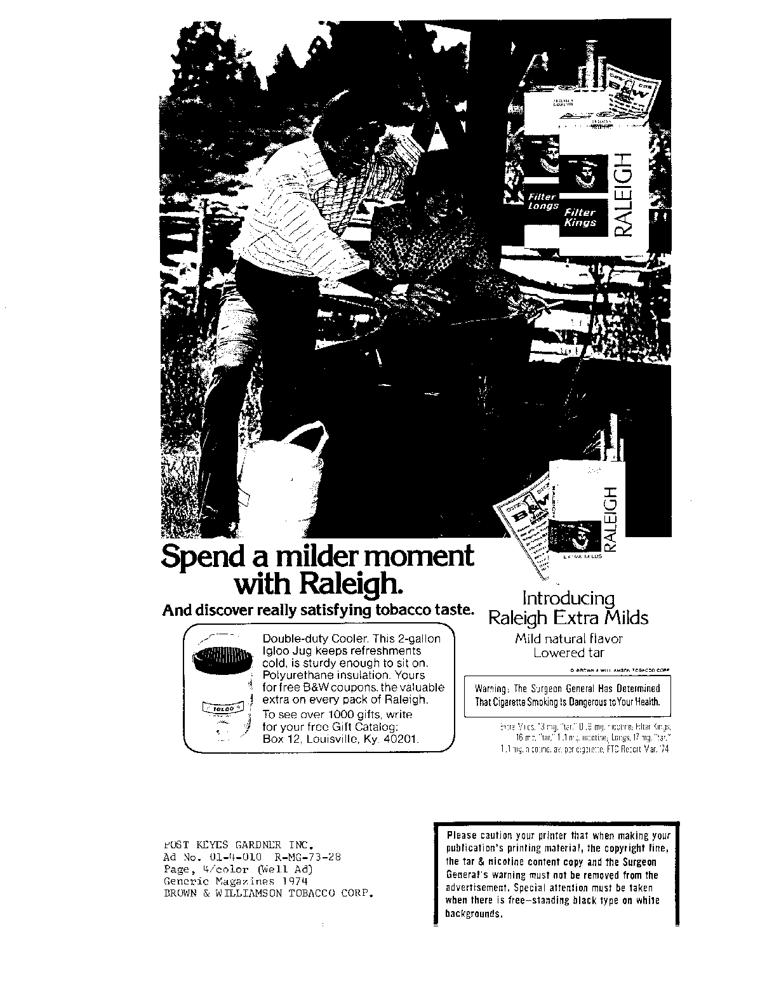 B&W
RALEIGH
Filter
Longs
Filter
Kings
B&W
RALEIGH
EXTRA MILDS
Spend a milder moment
with Raleigh.
And discover really satisfying tobacco taste.
Introducing
Raleigh Extra Milds
Mild natural flavor
Lowered tar
© BROWN & WILLIAMSON TOBACCO CORP
Warning: The Surgeon General Has Determined
That Cigarette Smoking Is Dangerous to Your Health.
Extra Milds, "tar," nicotine; Filter Kings,
16 mg. "tar," 1.1 mg. nicotine; Longs, 17 mg. "tar,"
1.1 mg. nicotine, av. per cigarette, FTC Report Mar. '74
IGLOO
Double-duty Cooler. This 2-gallon
Igloo Jug keeps refreshments
cold, is sturdy enough to sit on.
Polyurethane insulation. Yours
for free B&W coupons, the valuable
extra on every pack of Raleigh.
To see over 1000 gifts, write
for your free Gift Catalog:
Box 12, Louisville, Ky. 40201.
POST KEYES GARDNER INC.
Ad No. 01-4-010 R-MG-73-28
Page, 4/color (Well Ad)
Generic Magazines 1974
BROWN & WILLIAMSON TOBACCO CORP.
Please caution your printer that when making your
publication's printing material, the copyright line,
the tar & nicotine content copy and the Surgeon
General's warning must not be removed from the
advertisement. Special attention must be taken
when there is free-standing black type on white
backgrounds.